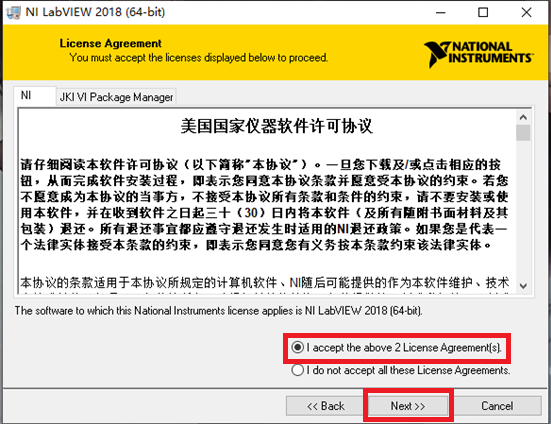 NI LabVIEW 2018 (64-bit)
License Agreement
You must accept the licenses displayed below to proceed.
NATIONAL
INSTRUMENTS
NI
JKI VI Package Manager
美国国家仪器软件许可协议
请仔细阅读本软件许可协议（以下简称"本协议"）。一旦您下载及/或点击相应的按
钮，从而完成软件安装过程，即表示您同意本协议条款并愿意受本协议的约束。若您
不愿意成为本协议的当事方，不接受本协议所有条款和条件的约束，请不要安装或使
用本软件，并在收到软件之日起三十（30）日内将本软件（及所有随附书面材料及其
包装）退还。所有退还事宜都应遵守退还发生时适用的NI退还政策。如果您是代表一
个法律实体接受本条款的约束，即表示您同意您有义务按本条款约束该法律实体。
本协议的条款适用于本协议所规定的计算机软件、NI随后可能提供的作为本软件维护、技术
The software to which this National Instruments license applies is NI LabVIEW 2018 (64-bit).
I accept the above 2 License Agreement(s).
I do not accept all these License Agreements.
<< Back
Next >>
Cancel